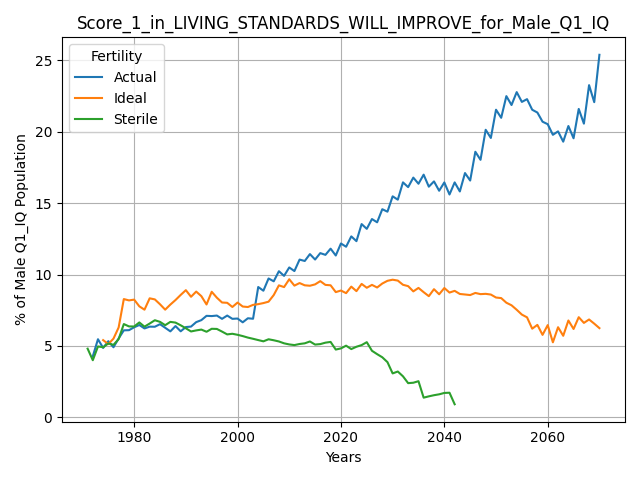 Score_1_in_LIVING_STANDARDS_WILL_IMPROVE_for_Male_Q1_IQ
Fertility
Actual
Ideal
Sterile
% of Male Q1_IQ Population
25
20
15
10
5
0
1980
2000
2020
2040
2060
Years